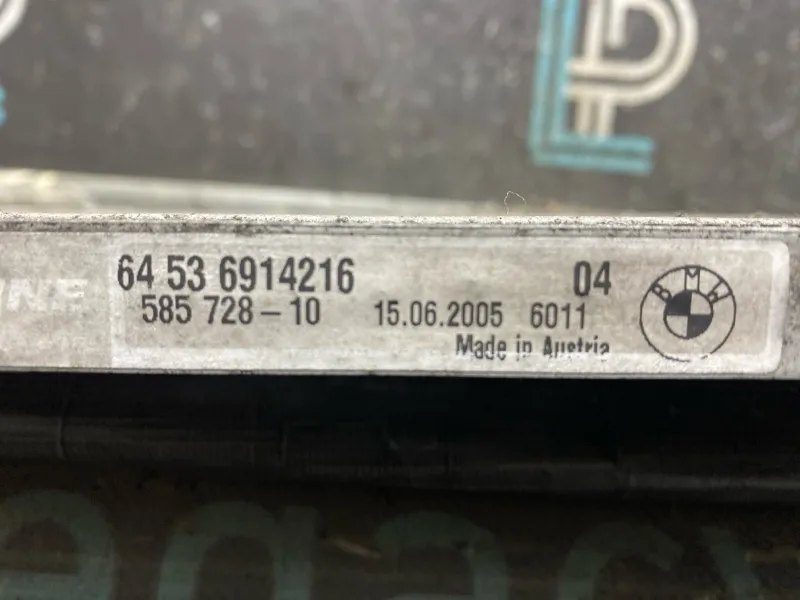 64 53 6914216 04
585 728 – 10 15.06.2005 6011
Made in Austria
BMW